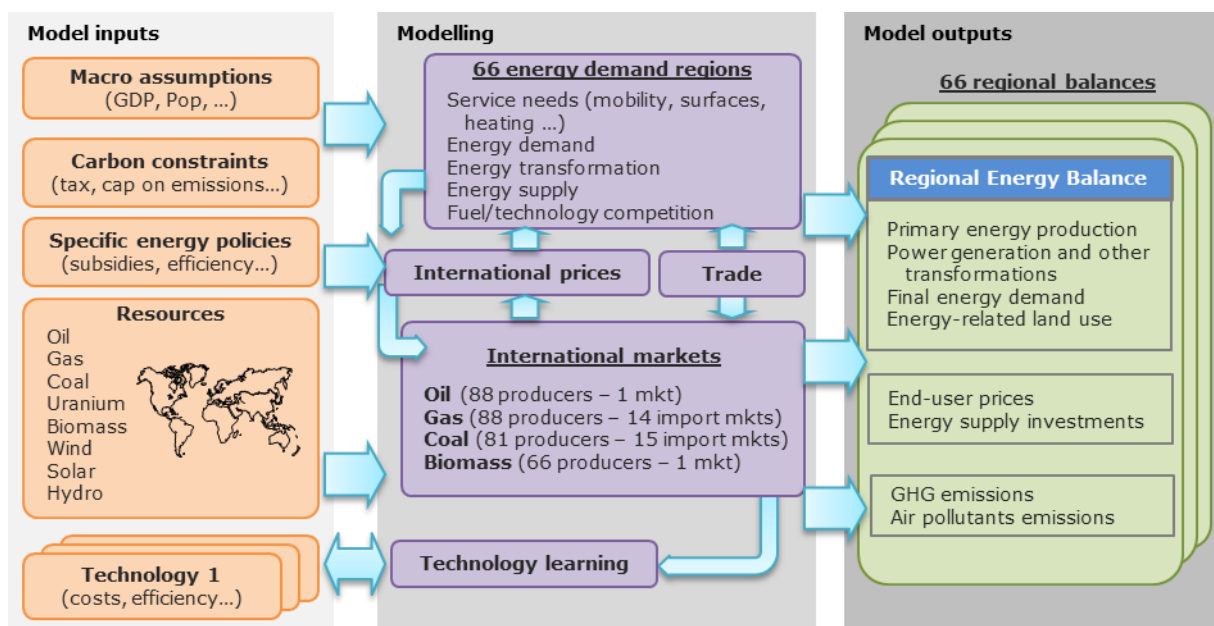 Model inputs
Macro assumptions
(GDP, Pop, ...)
Carbon constraints
(tax, cap on emissions...)
Specific energy policies
(subsidies, efficiency...)
Resources
Oil
Gas
Coal
Uranium
Biomass
Wind
Solar
Hydro
Technology 1
(costs, efficiency...)
Modelling
66 energy demand regions
Service needs (mobility, surfaces,
heating ...)
Energy demand
Energy transformation
Energy supply
Fuel/technology competition
International prices
Trade
International markets
Oil (88 producers – 1 mkt)
Gas (88 producers – 14 import mkts)
Coal (81 producers – 15 import mkts)
Biomass (66 producers – 1 mkt)
Technology learning
Model outputs
66 regional balances
Regional Energy Balance
Primary energy production
Power generation and other
transformations
Final energy demand
Energy-related land use
End-user prices
Energy supply investments
GHG emissions
Air pollutants emissions